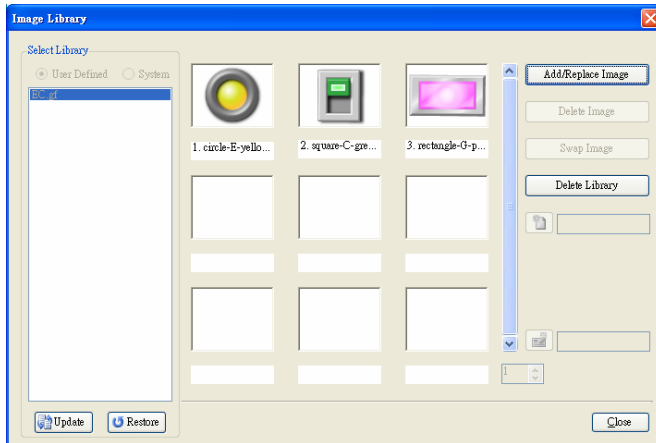 Image Library
Select Library
User Defined
System
EC.gf
1. circle-E-yello...
2. square-C-gre...
3. rectangle-G-p...
Add/Replace Image
Delete Image
Swap Image
Delete Library
1
Update
Restore
Close